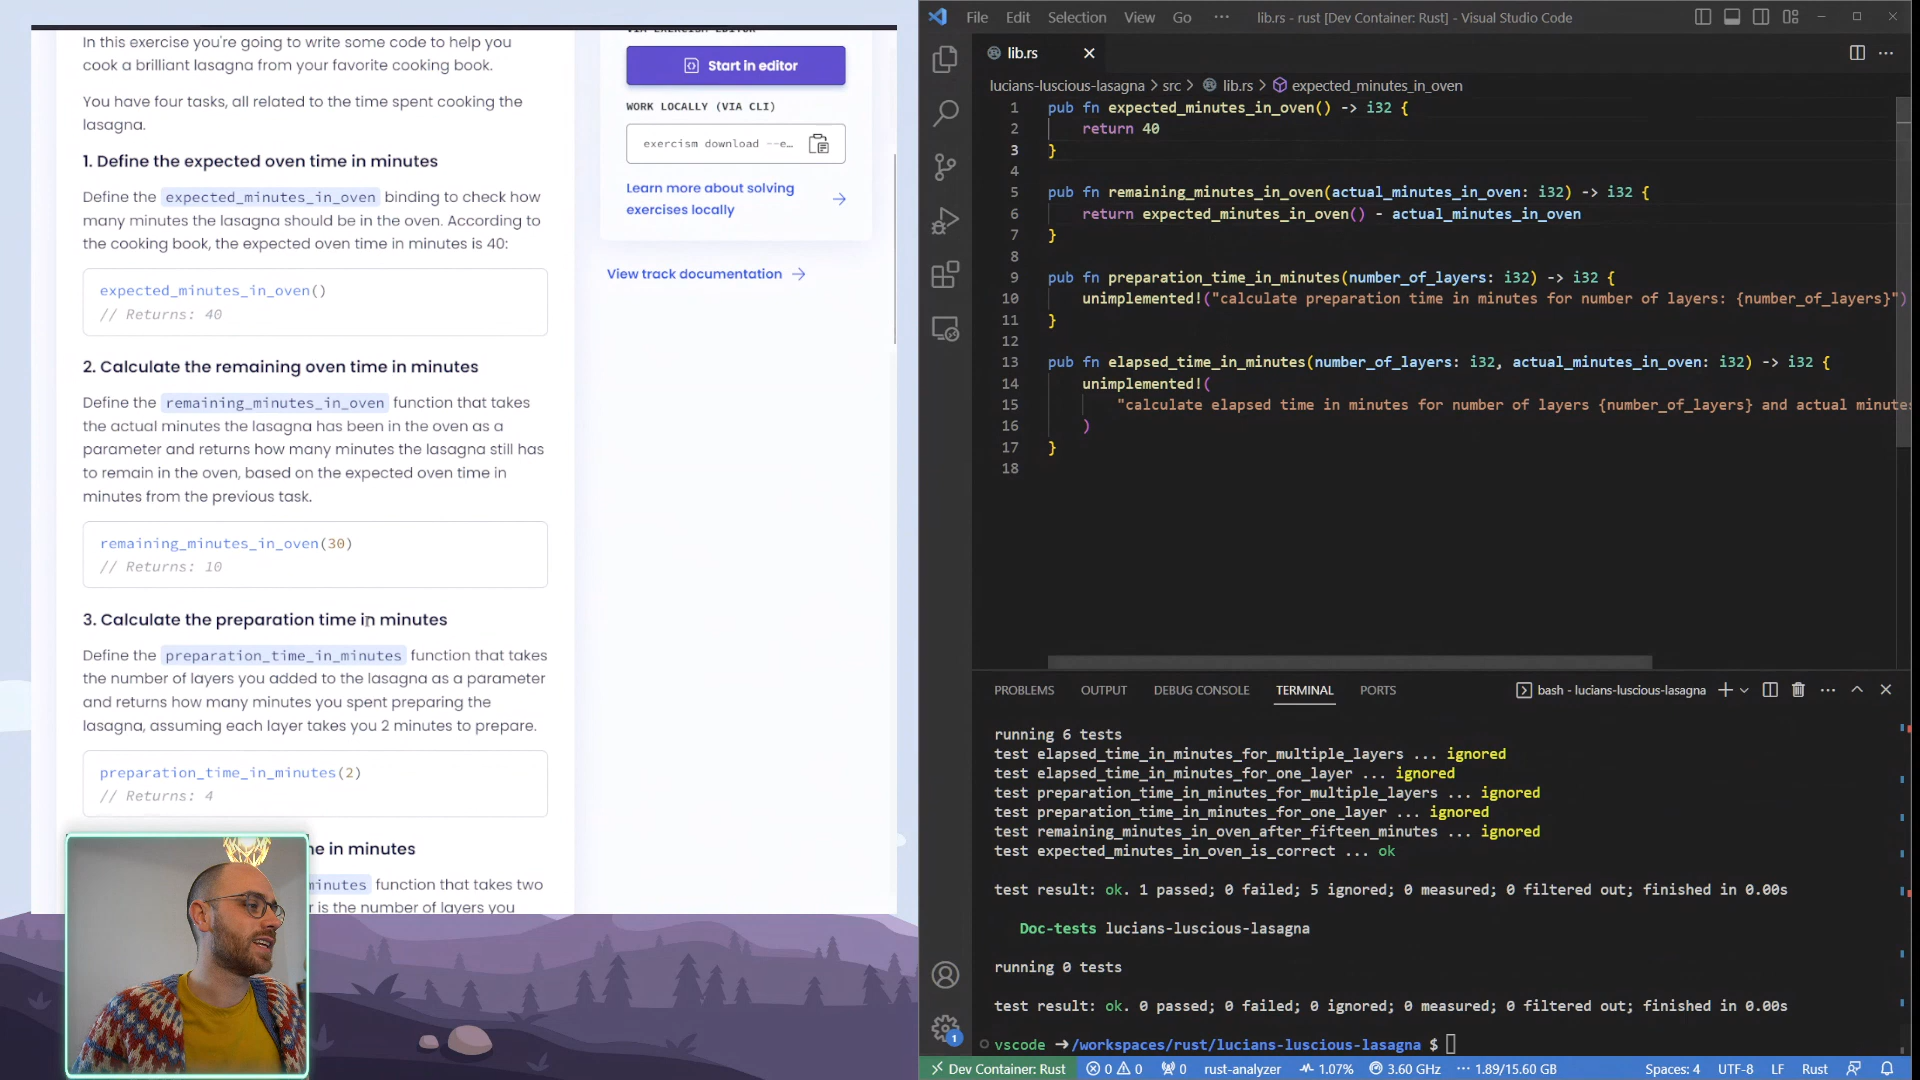 In this exercise you're going to write some code to help you
cook a brilliant lasagna from your favorite cooking book.
You have four tasks, all related to the time spent cooking the
lasagna.
1. Define the expected oven time in minutes
Define the expected_minutes_in_oven binding to check how
many minutes the lasagna should be in the oven. According to
the cooking book, the expected oven time in minutes is 40:
expected_minutes_in_oven()
// Returns: 40
2. Calculate the remaining oven time in minutes
Define the remaining_minutes_in_oven function that takes
the actual minutes the lasagna has been in the oven as a
parameter and returns how many minutes the lasagna still has
to remain in the oven, based on the expected oven time in
minutes from the previous task.
remaining_minutes_in_oven(30)
// Returns: 10
3. Calculate the preparation time in minutes
Define the preparation_time_in_minutes function that takes
the number of layers you added to the lasagna as a parameter
and returns how many minutes you spent preparing the
lasagna, assuming each layer takes you 2 minutes to prepare.
preparation_time_in_minutes(2)
// Returns: 4
me in minutes
minutes function that takes two
r is the number of layers you
Start in editor
WORK LOCALLY (VIA CLI)
exercism download --e…
Learn more about solving
exercises locally
View track documentation
File Edit Selection View Go ··· lib.rs - rust [Dev Container: Rust] - Visual Studio Code
lib.rs
lucians-luscious-lasagna > src > lib.rs > expected_minutes_in_oven
1 pub fn expected_minutes_in_oven() -> i32 {
2 return 40
3 }
4
5 pub fn remaining_minutes_in_oven(actual_minutes_in_oven: i32) -> i32 {
6 return expected_minutes_in_oven() - actual_minutes_in_oven
7 }
8
9 pub fn preparation_time_in_minutes(number_of_layers: i32) -> i32 {
10 unimplemented!("calculate preparation time in minutes for number of layers: {number_of_layers}")
11 }
12
13 pub fn elapsed_time_in_minutes(number_of_layers: i32, actual_minutes_in_oven: i32) -> i32 {
14 unimplemented!(
15 "calculate elapsed time in minutes for number of layers {number_of_layers} and actual minute
16 )
17 }
18
PROBLEMS OUTPUT DEBUG CONSOLE TERMINAL PORTS bash - lucians-luscious-lasagna
running 6 tests
test elapsed_time_in_minutes_for_multiple_layers ... ignored
test elapsed_time_in_minutes_for_one_layer ... ignored
test preparation_time_in_minutes_for_multiple_layers ... ignored
test preparation_time_in_minutes_for_one_layer ... ignored
test remaining_minutes_in_oven_after_fifteen_minutes ... ignored
test expected_minutes_in_oven_is_correct ... ok
test result: ok. 1 passed; 0 failed; 5 ignored; 0 measured; 0 filtered out; finished in 0.00s
Doc-tests lucians-luscious-lasagna
running 0 tests
test result: ok. 0 passed; 0 failed; 0 ignored; 0 measured; 0 filtered out; finished in 0.00s
vscode ➜/workspaces/rust/lucians-luscious-lasagna $
1
Dev Container: Rust 0 0 0 rust-analyzer 1.07% 3.60 GHz ··· 1.89/15.60 GB Spaces: 4 UTF-8 LF Rust